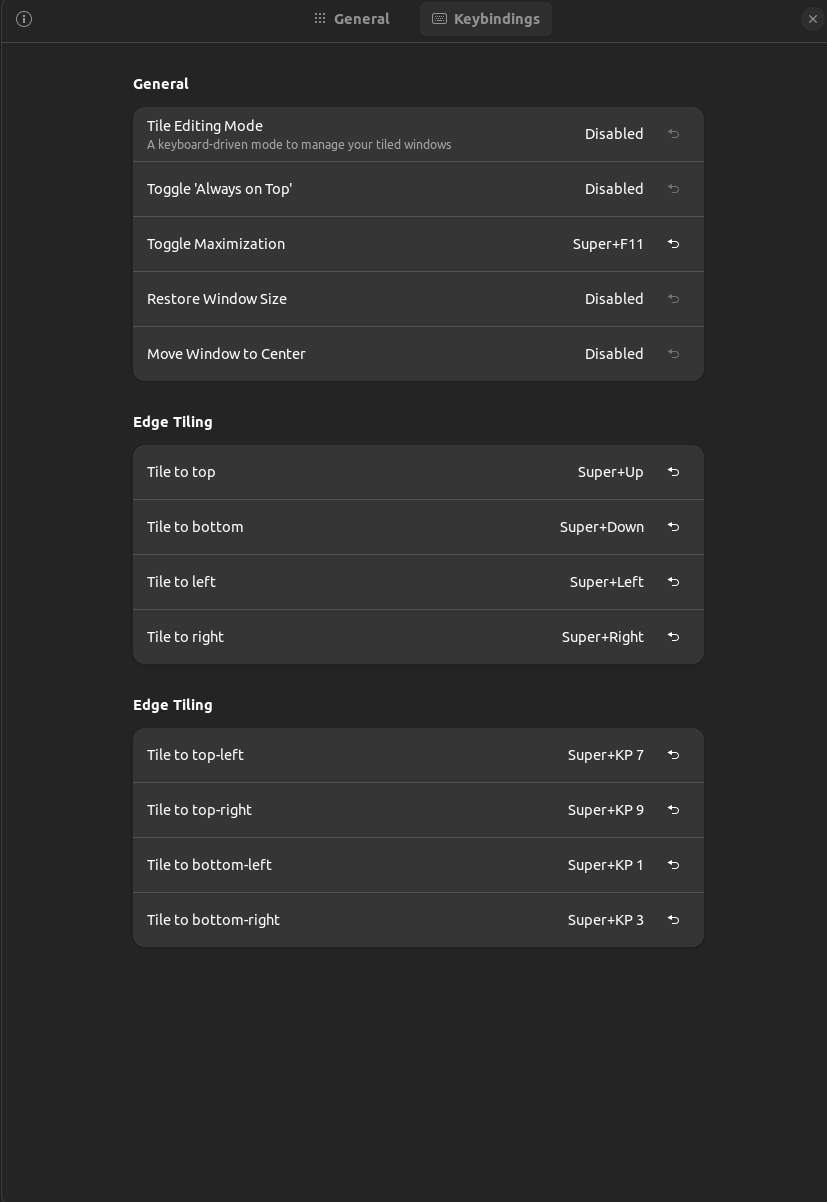 General
Keybindings
General
Tile Editing Mode
A keyboard-driven mode to manage your tiled windows
Disabled
Toggle 'Always on Top'
Disabled
Toggle Maximization
Super+F11
Restore Window Size
Disabled
Move Window to Center
Disabled
Edge Tiling
Tile to top
Super+Up
Tile to bottom
Super+Down
Tile to left
Super+Left
Tile to right
Super+Right
Edge Tiling
Tile to top-left
Super+KP 7
Tile to top-right
Super+KP 9
Tile to bottom-left
Super+KP 1
Tile to bottom-right
Super+KP 3